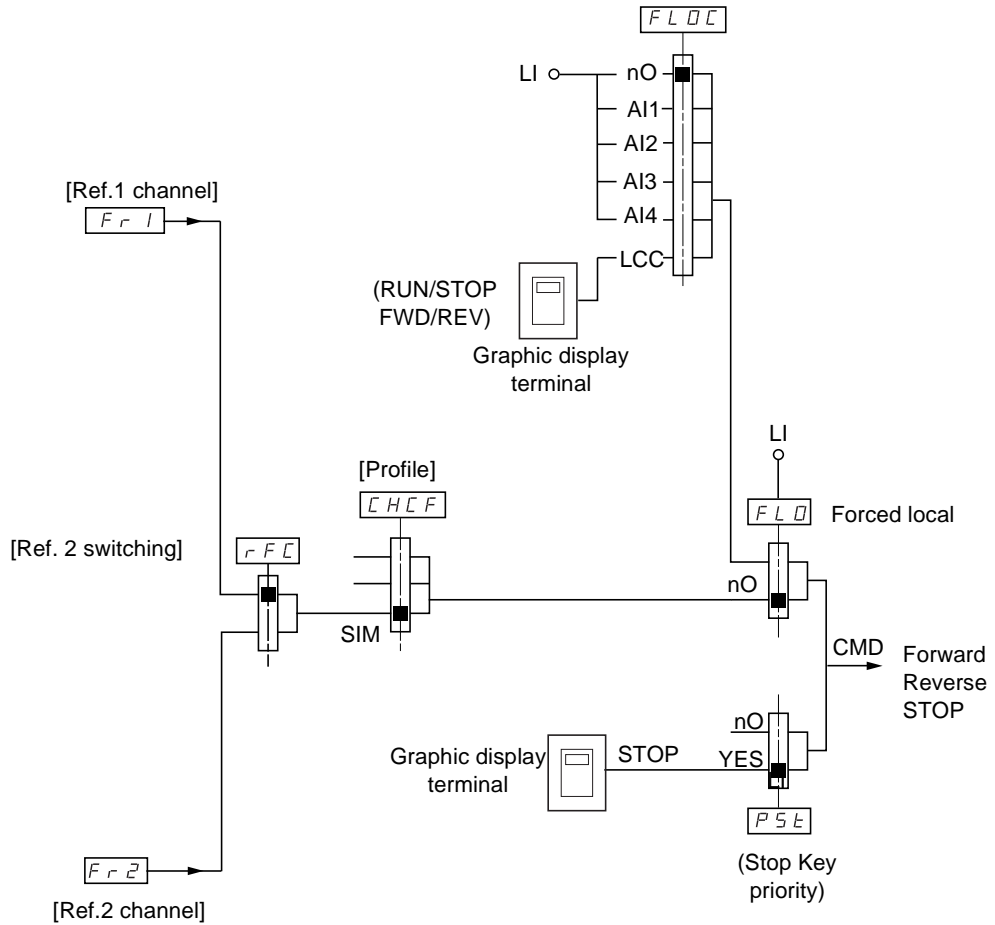 FLOC
LI
nO
AI1
AI2
AI3
AI4
LCC
[Ref.1 channel]
Fr1
(RUN/STOP
FWD/REV)
Graphic display
terminal
LI
[Profile]
CHCF
FLO
Forced local
[Ref. 2 switching]
rFC
nO
SIM
CMD
Forward
Reverse
STOP
nO
Graphic display
terminal
STOP
YES
LI
PSt
(Stop Key
priority)
Fr2
[Ref.2 channel]